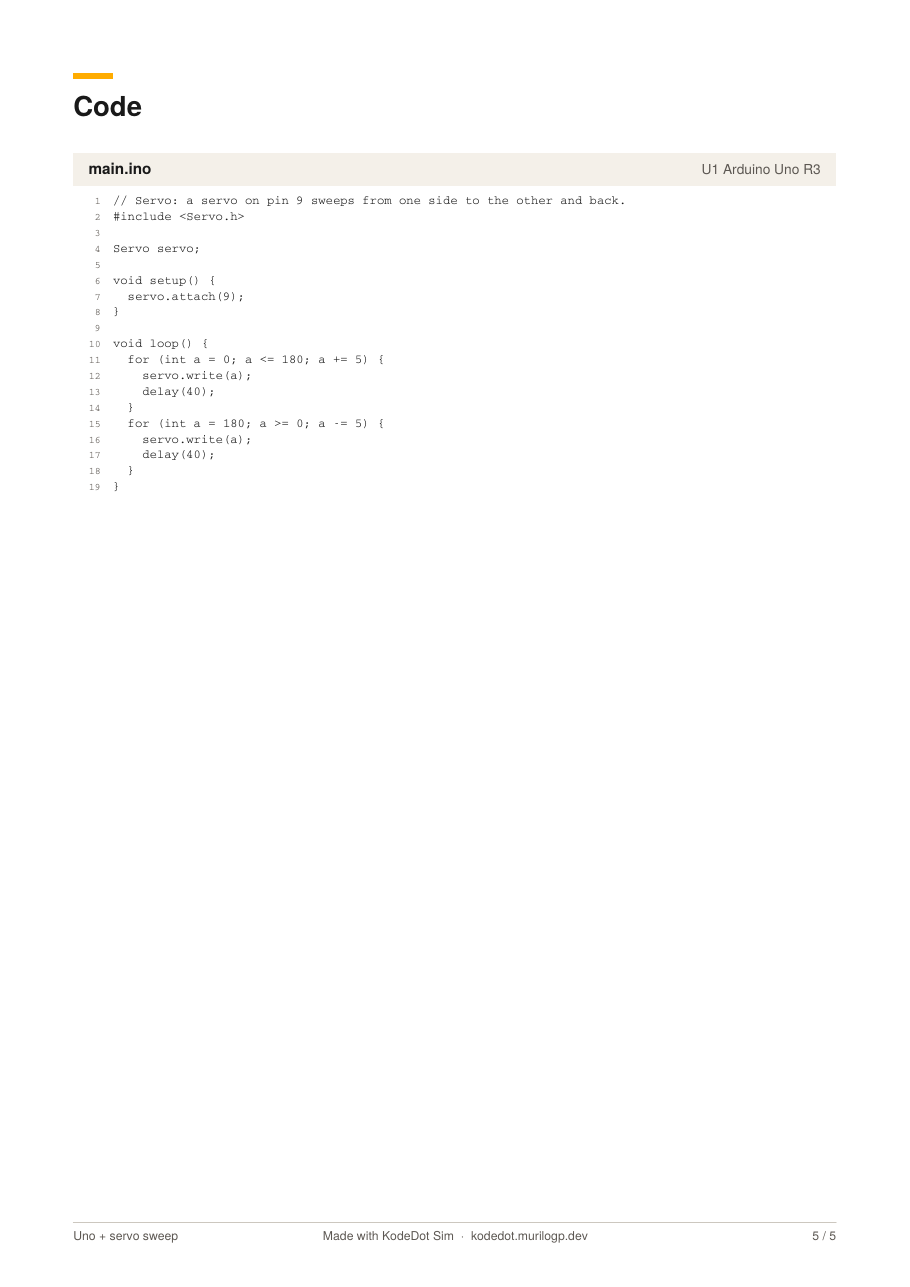 Code
main.ino U1 Arduino Uno R3
1 // Servo: a servo on pin 9 sweeps from one side to the other and back.
2 #include <Servo.h>
3
4 Servo servo;
5
6 void setup() {
7   servo.attach(9);
8 }
9
10 void loop() {
11   for (int a = 0; a <= 180; a += 5) {
12     servo.write(a);
13     delay(40);
14   }
15   for (int a = 180; a >= 0; a -= 5) {
16     servo.write(a);
17     delay(40);
18   }
19 }
Uno + servo sweep Made with KodeDot Sim · kodedot.murilogp.dev 5 / 5